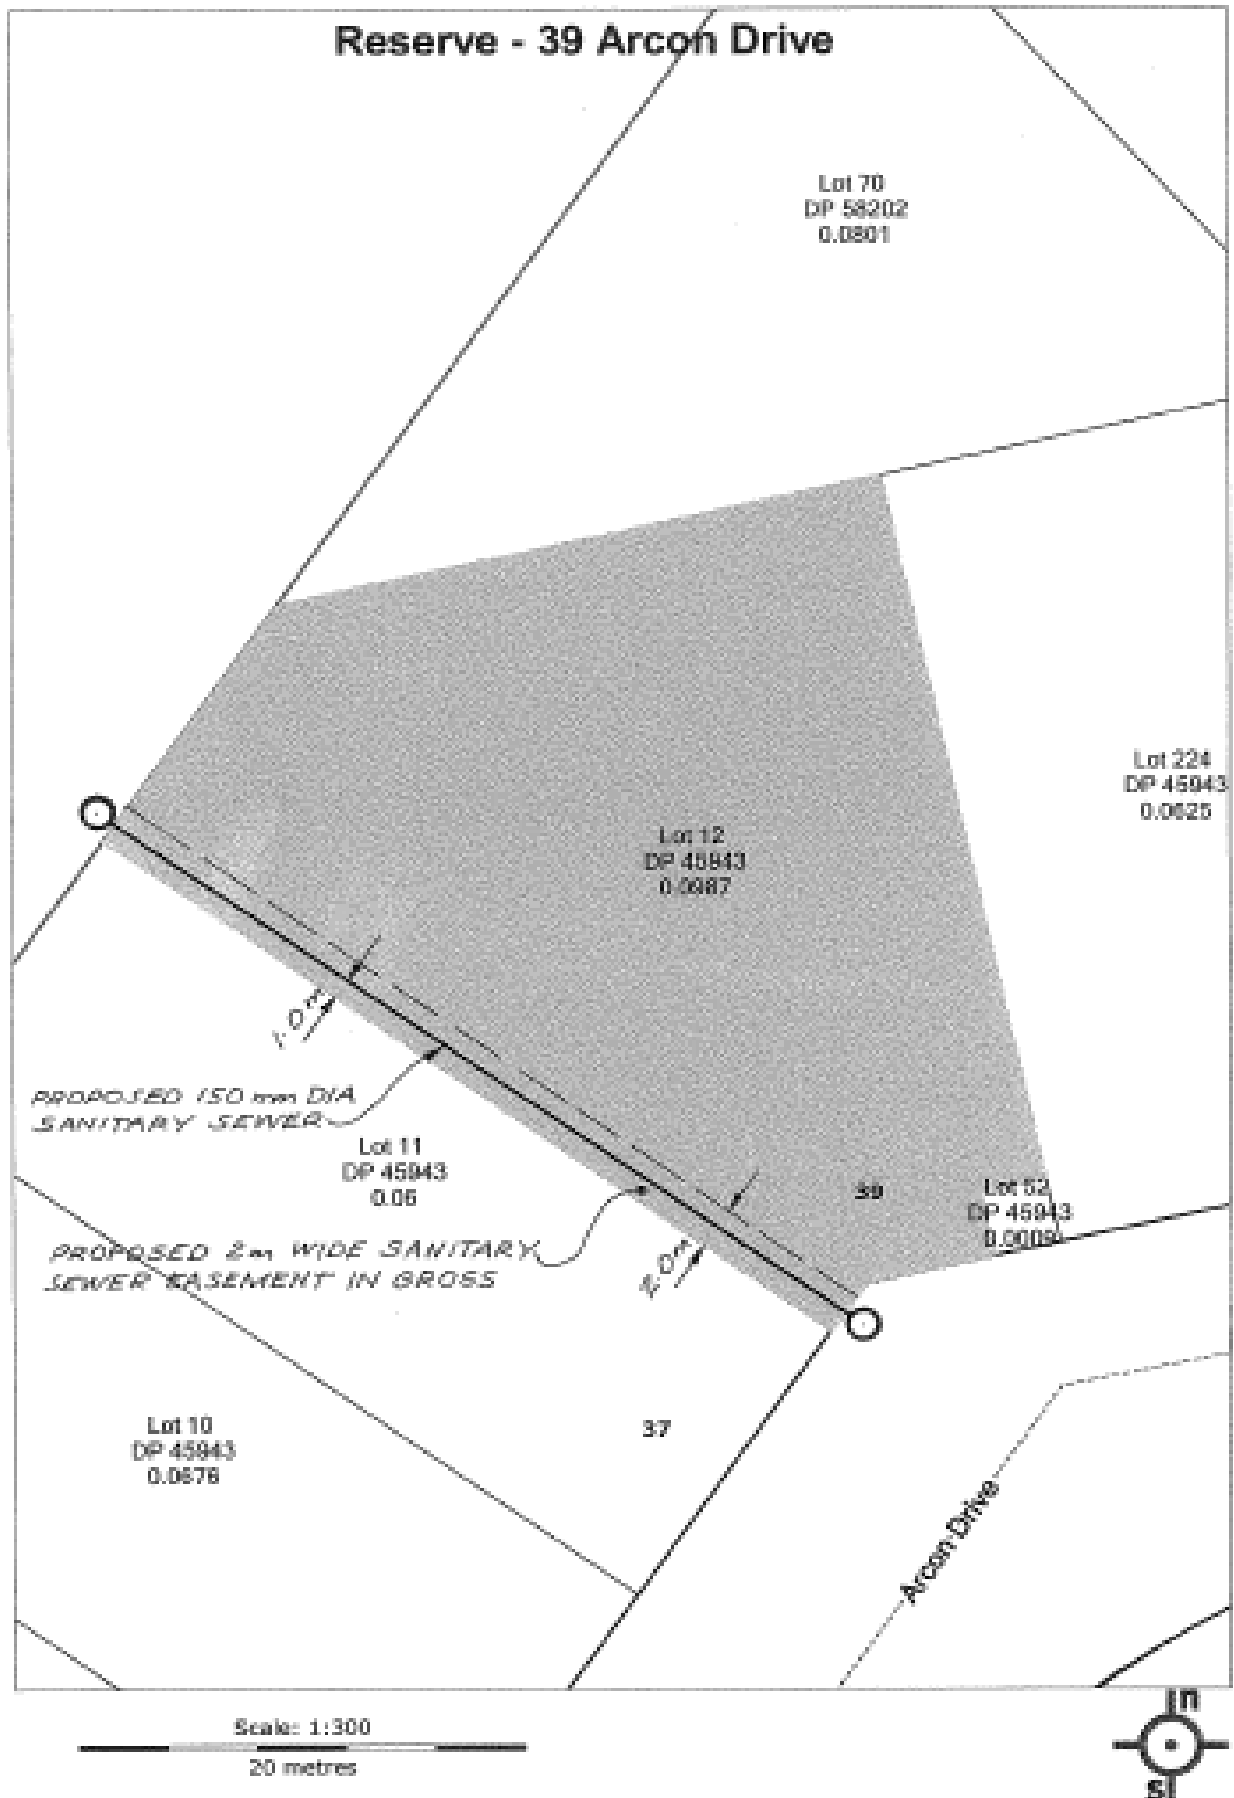 Reserve - 39 Arcon Drive
Lot 70
DP 58202
0.0801
Lot 224
DP 45943
0.0625
Lot 12
DP 45943
0.0987
1.0m
PROPOSED 150 mm DIA
SANITARY SEWER
Lot 11
DP 45943
0.06
39
Lot 52
DP 45943
0.0009
PROPOSED 2m WIDE SANITARY
SEWER EASEMENT IN GROSS
2.0m
Lot 10
DP 45943
0.0676
37
Arcon Drive
Scale: 1:300
20 metres
n
s